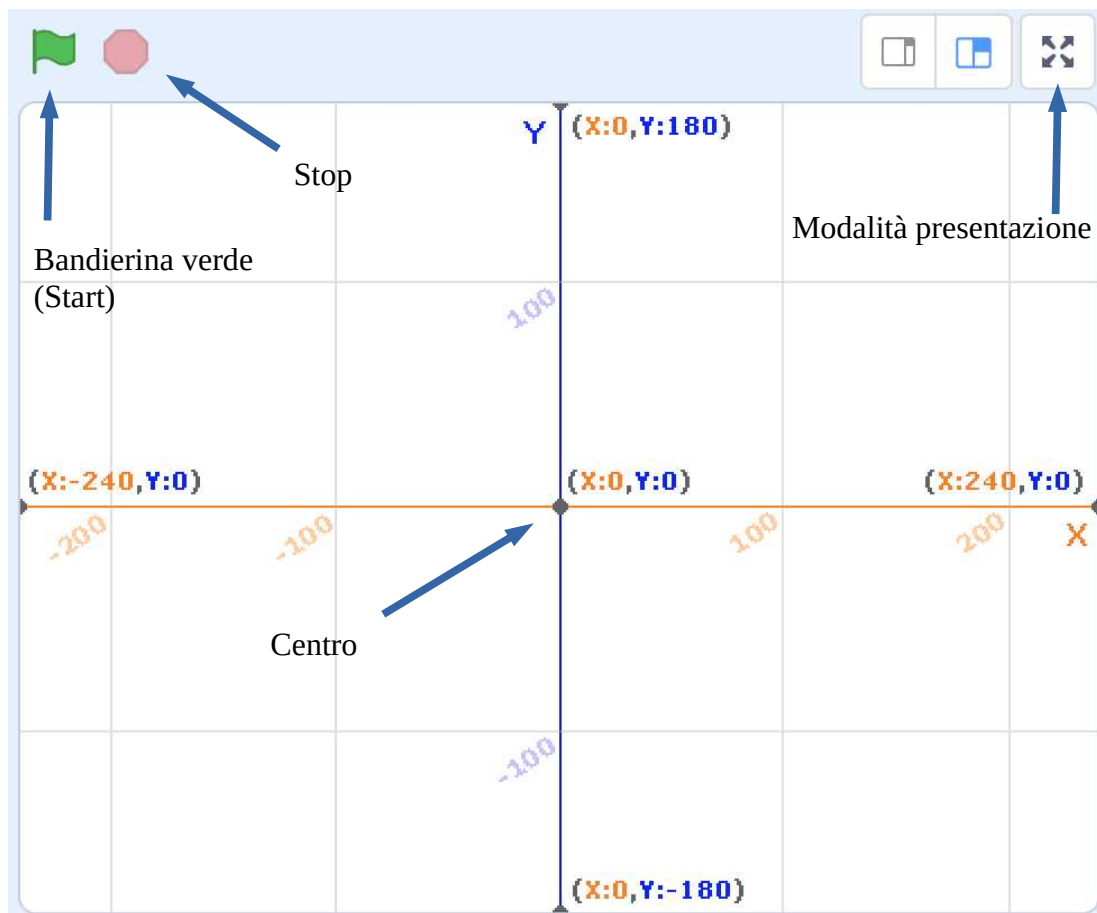 Y
(X:0,Y:180)
Stop
Modalità presentazione
Bandierina verde
(Start)
100
(X:-240,Y:0)
(X:0,Y:0)
(X:240,Y:0)
-200
-100
100
200
X
Centro
-100
(X:0,Y:-180)